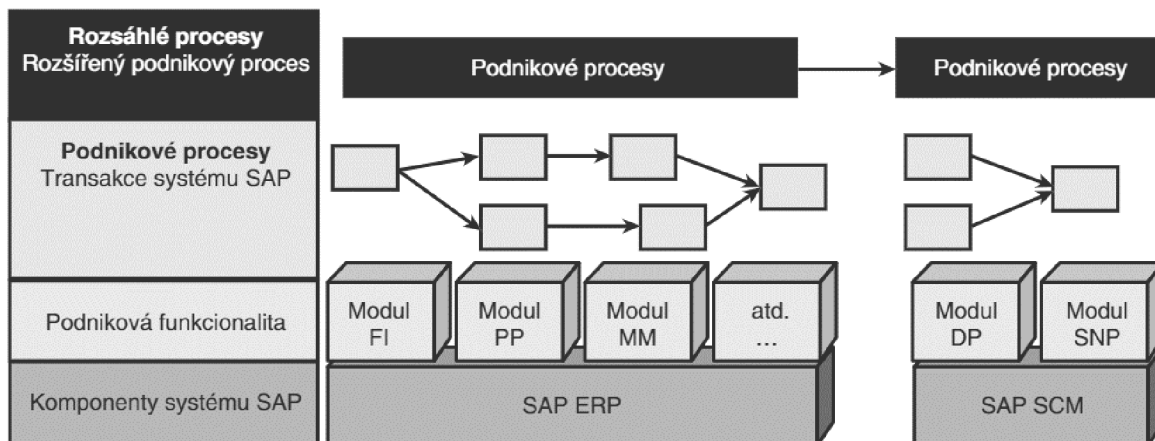 Rozsáhlé procesy
Rozšířený podnikový proces
Podnikové procesy
Podnikové procesy
Podnikové procesy
Transakce systému SAP
Podniková funkcionalita
Modul
FI
Modul
PP
Modul
MM
atd.
...
Modul
DP
Modul
SNP
Komponenty systému SAP
SAP ERP
SAP SCM